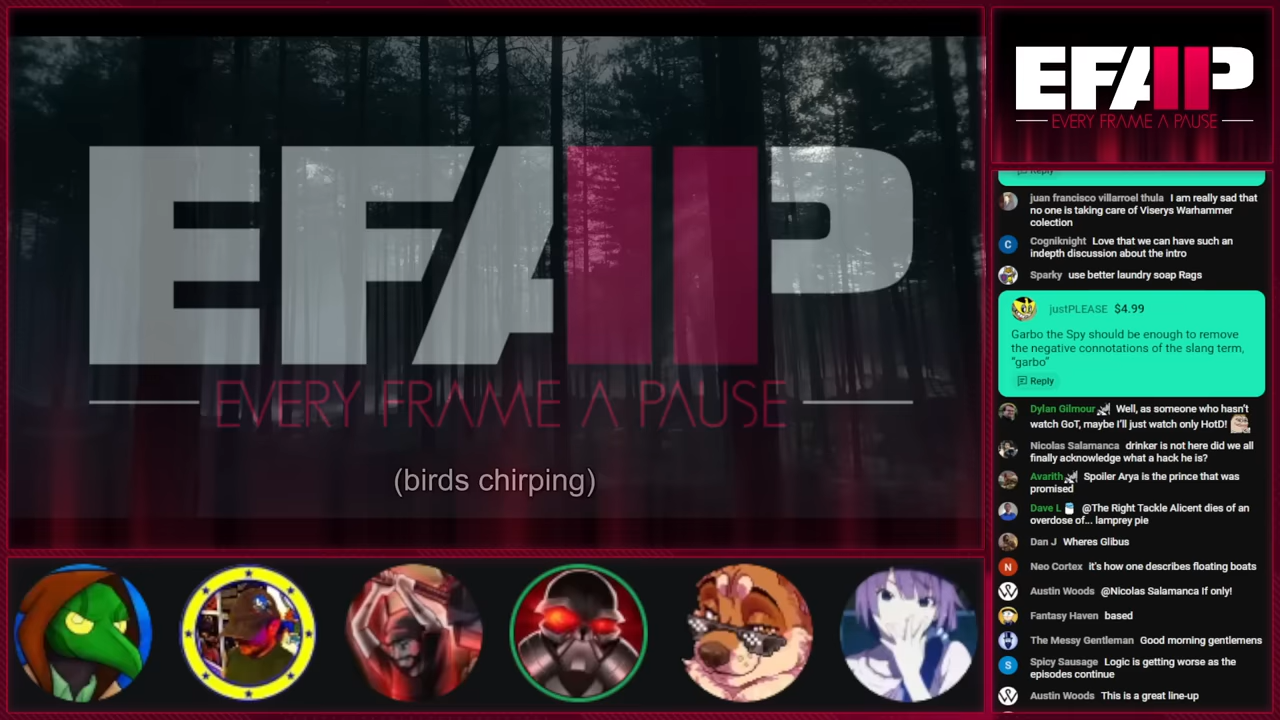 EFAP
EVERY FRAME A PAUSE
(birds chirping)
EFAP
EVERY FRAME A PAUSE
Reply
juan francisco villarroel thula I am really sad that
no one is taking care of Viserys Warhammer
colection
C Cogniknight Love that we can have such an
indepth discussion about the intro
Sparky use better laundry soap Rags
justPLEASE $4.99
Garbo the Spy should be enough to remove
the negative connotations of the slang term,
"garbo"
Reply
Dylan Gilmour Well, as someone who hasn't
watch GoT, maybe I'll just watch only HotD!
Nicolas Salamanca drinker is not here did we all
finally acknowledge what a hack he is?
Avarith Spoiler Arya is the prince that was
promised
Dave L @The Right Tackle Alicent dies of an
overdose of... lamprey pie
Dan J Wheres Glibus
N Neo Cortex it's how one describes floating boats
Austin Woods @Nicolas Salamanca If only!
Fantasy Haven based
The Messy Gentleman Good morning gentlemens
S Spicy Sausage Logic is getting worse as the
episodes continue
Austin Woods This is a great line-up